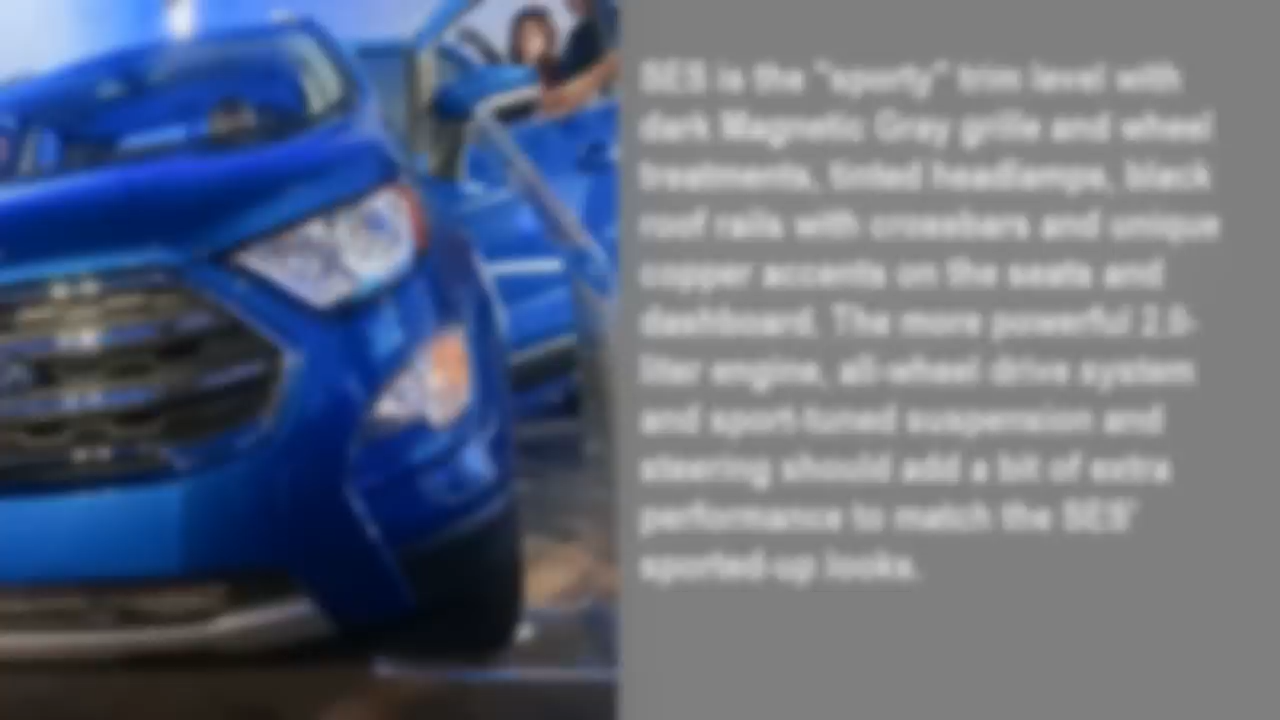 SES is the "sporty" trim level with
dark Magnetic Gray grille and wheel
treatments, tinted headlamps, black
roof rails with crossbars and unique
copper accents on the seats and
dashboard. The more powerful 2.0-
liter engine, all-wheel drive system
and sport-tuned suspension and
steering should add a bit of extra
performance to match the SES'
sported-up looks.